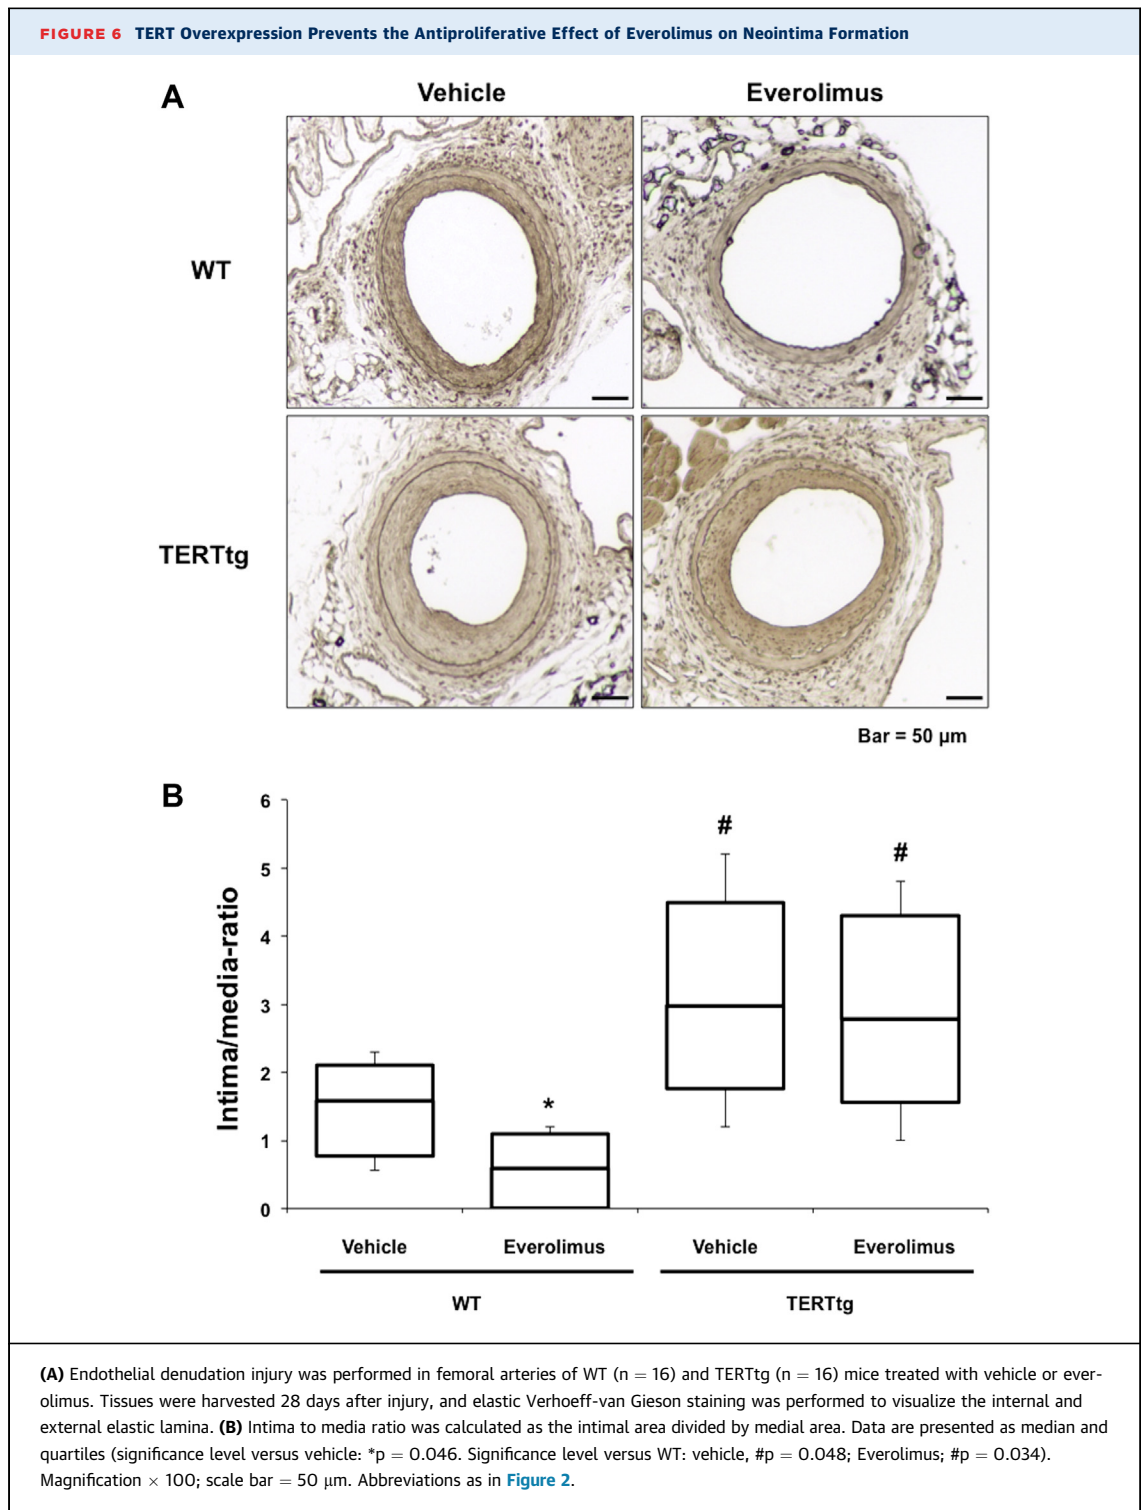 FIGURE 6 TERT Overexpression Prevents the Antiproliferative Effect of Everolimus on Neointima Formation
A
Vehicle
Everolimus
WT
TERTtg
Bar = 50 µm
B
Intima/media-ratio
6
5
4
3
2
1
0
#
#
*
Vehicle
Everolimus
Vehicle
Everolimus
WT
TERTtg
(A) Endothelial denudation injury was performed in femoral arteries of WT (n = 16) and TERTtg (n = 16) mice treated with vehicle or ever-
olimus. Tissues were harvested 28 days after injury, and elastic Verhoeff-van Gieson staining was performed to visualize the internal and
external elastic lamina. (B) Intima to media ratio was calculated as the intimal area divided by medial area. Data are presented as median and
quartiles (significance level versus vehicle: *p = 0.046. Significance level versus WT: vehicle, #p = 0.048; Everolimus; #p = 0.034).
Magnification × 100; scale bar = 50 µm. Abbreviations as in Figure 2.